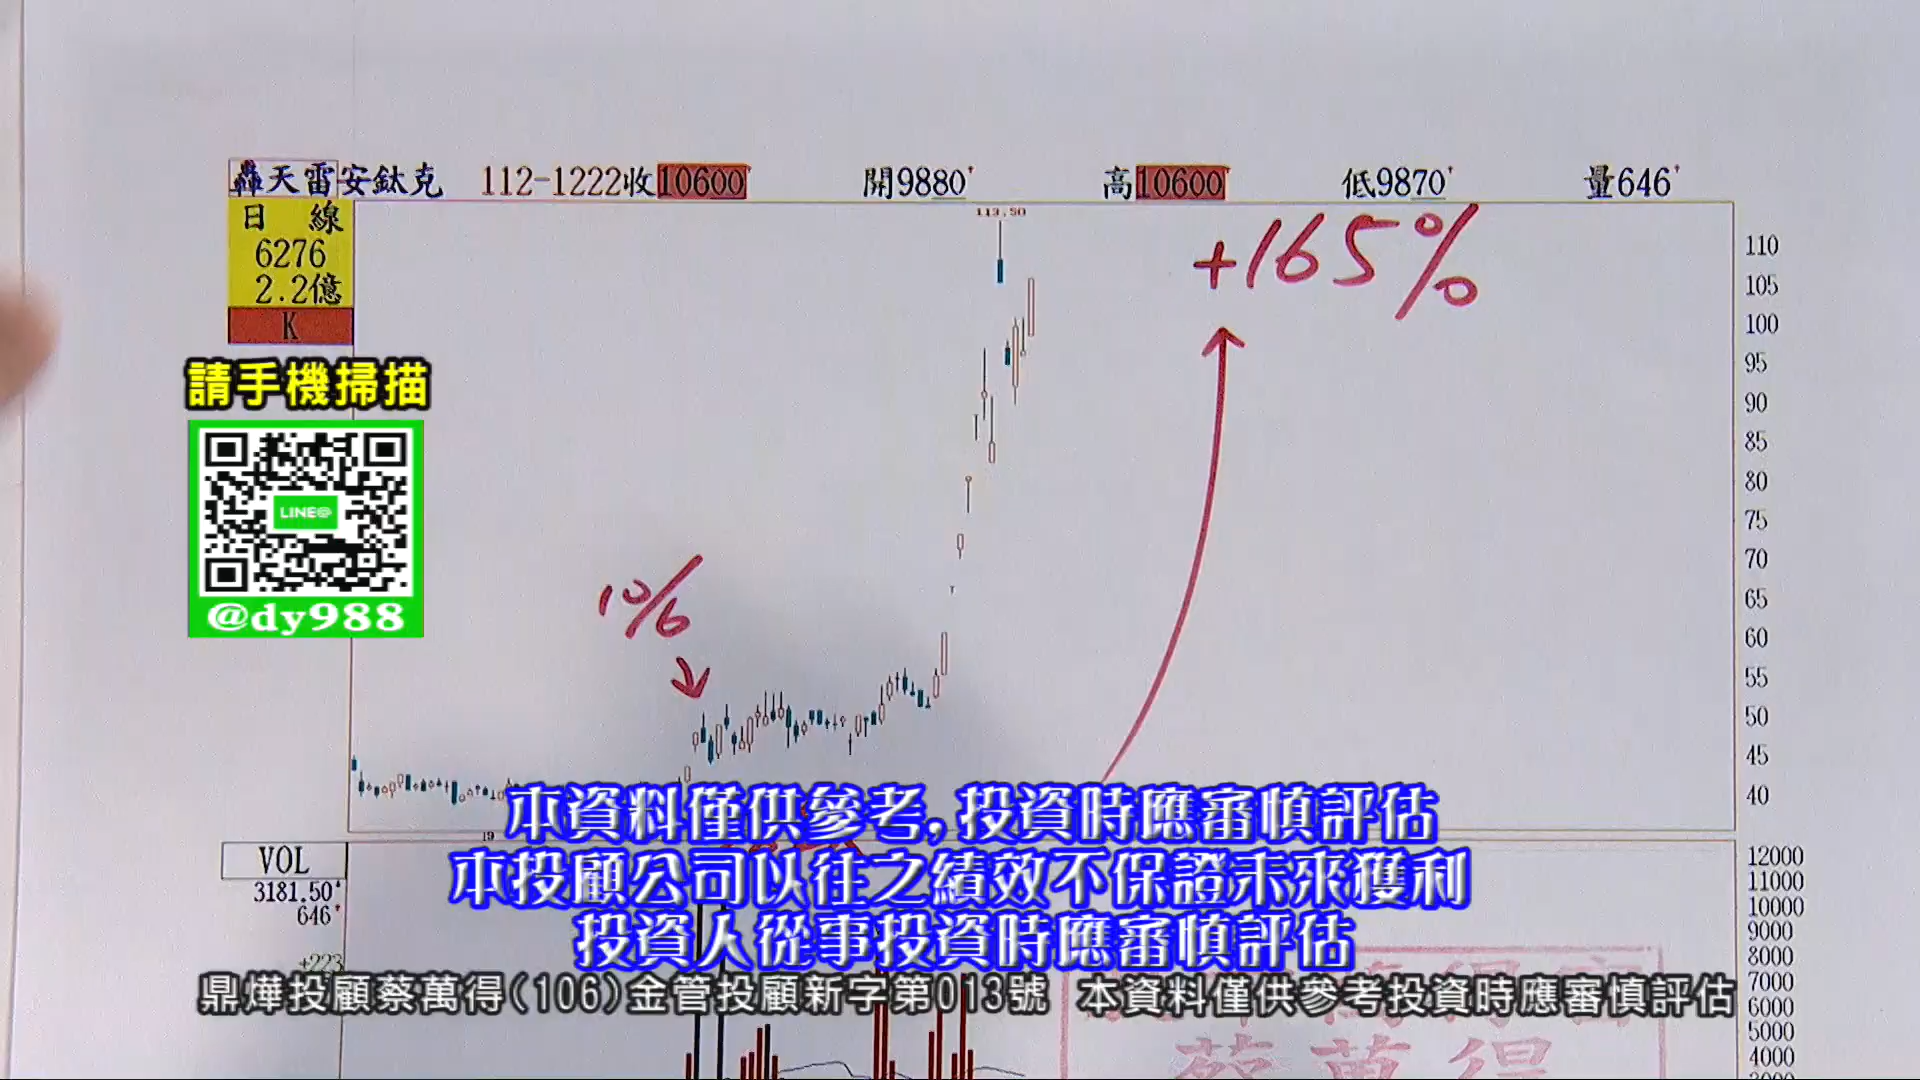 轟天雷安鈦克 112-1222收10600 開9880 高10600 低9870 量646
日 線
6276
2.2億
K
113.50
+165%
110
105
100
95
90
85
80
75
70
65
60
55
50
45
40
請手機掃描
LINE@
@dy988
10/6
19
本資料僅供參考,投資時應審慎評估
本投顧公司以往之績效不保證未來獲利
投資人從事投資時應審慎評估
VOL
3181.50
646
+223
12000
11000
10000
9000
8000
7000
6000
5000
4000
鼎燁投顧蔡萬得(106)金管投顧新字第013號 本資料僅供參考投資時應審慎評估
蔡萬得